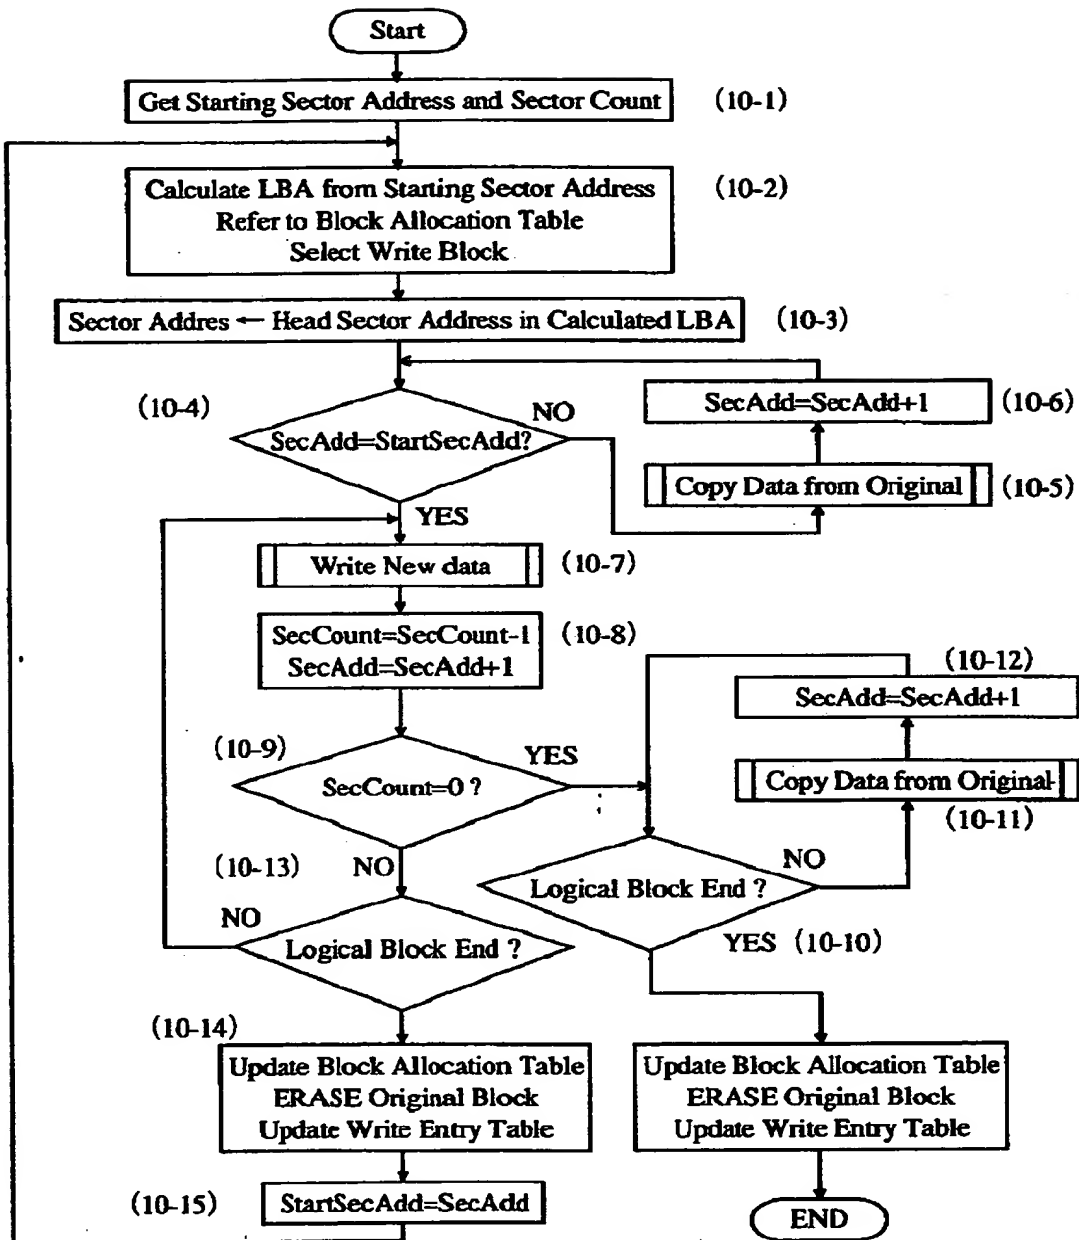 Start
Get Starting Sector Address and Sector Count
(10-1)
Calculate LBA from Starting Sector Address
Refer to Block Allocation Table
Select Write Block
(10-2)
Sector Addres ← Head Sector Address in Calculated LBA
(10-3)
(10-4)
SecAdd=StartSecAdd?
NO
SecAdd=SecAdd+1
(10-6)
Copy Data from Original
(10-5)
YES
Write New data
(10-7)
SecCount=SecCount-1
SecAdd=SecAdd+1
(10-8)
(10-12)
SecAdd=SecAdd+1
(10-9)
SecCount=0 ?
YES
Copy Data from Original
(10-11)
(10-13)
NO
NO
Logical Block End ?
NO
Logical Block End ?
YES (10-10)
(10-14)
Update Block Allocation Table
ERASE Original Block
Update Write Entry Table
Update Block Allocation Table
ERASE Original Block
Update Write Entry Table
(10-15)
StartSecAdd=SecAdd
END